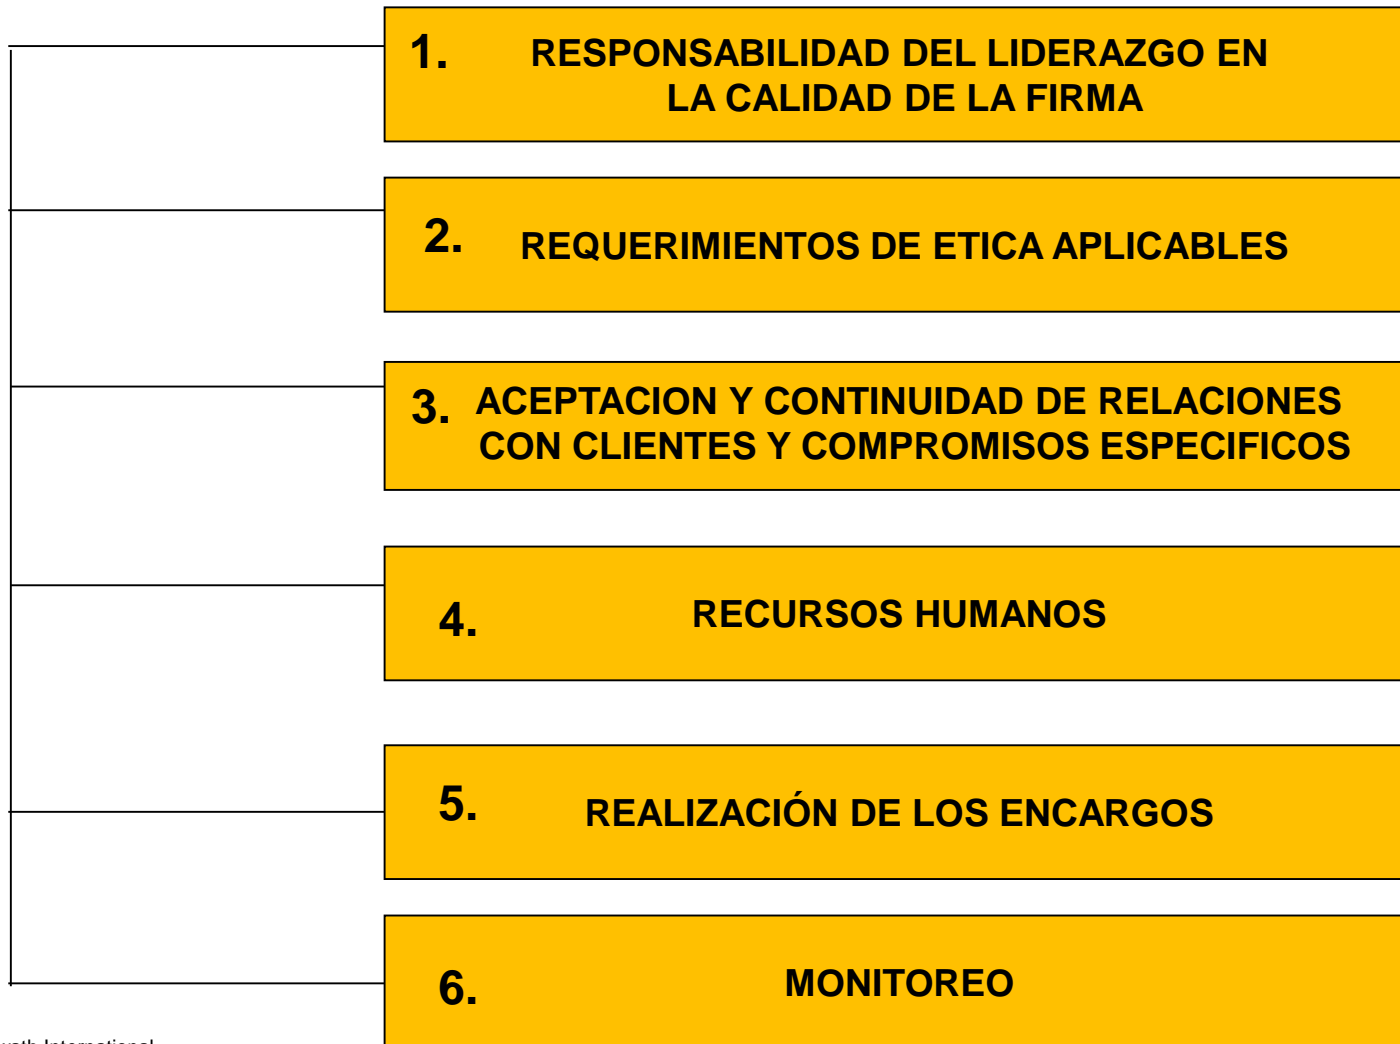 1. RESPONSABILIDAD DEL LIDERAZGO EN
LA CALIDAD DE LA FIRMA
2. REQUERIMIENTOS DE ETICA APLICABLES
3. ACEPTACION Y CONTINUIDAD DE RELACIONES
CON CLIENTES Y COMPROMISOS ESPECIFICOS
4. RECURSOS HUMANOS
5. REALIZACIÓN DE LOS ENCARGOS
6. MONITOREO
International